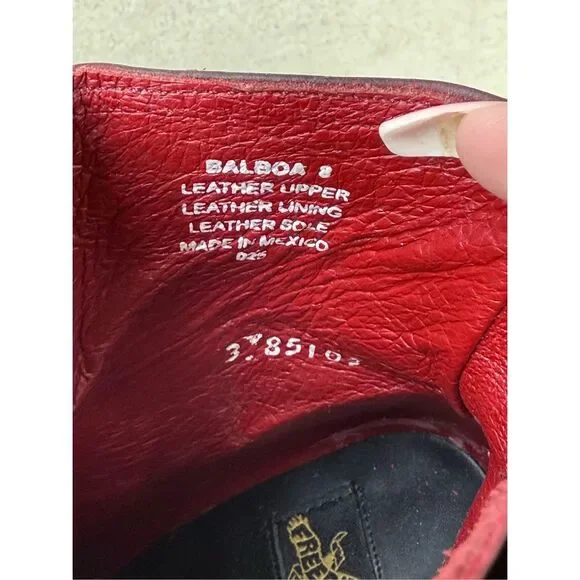 BALBOA 8
LEATHER UPPER
LEATHER LINING
LEATHER SOLE
MADE IN MEXICO